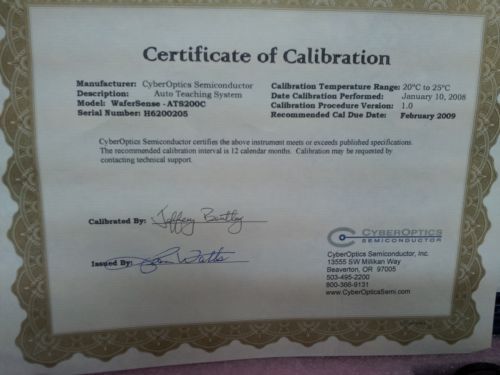 Certificate of Calibration
Manufacturer: CyberOptics Semiconductor
Description: Auto Teaching System
Model: WaferSense - ATS200C
Serial Number: H6200205
Calibration Temperature Range: 20°C to 25°C
Date Calibration Performed: January 10, 2008
Calibration Procedure Version: 1.0
Recommended Cal Due Date: February 2009
CyberOptics Semiconductor certifies the above instrument meets or exceeds published specifications.
The recommended calibration interval is 12 calendar months. Calibration may be requested by
contacting technical support.
Calibrated By: Jeffery Bentley
Issued By: Watts
CYBEROPTICS
SEMICONDUCTOR
CyberOptics Semiconductor, Inc.
13555 SW Millikan Way
Beaverton, OR 97005
503-495-2200
800-366-9131
www.CyberOpticsSemi.com